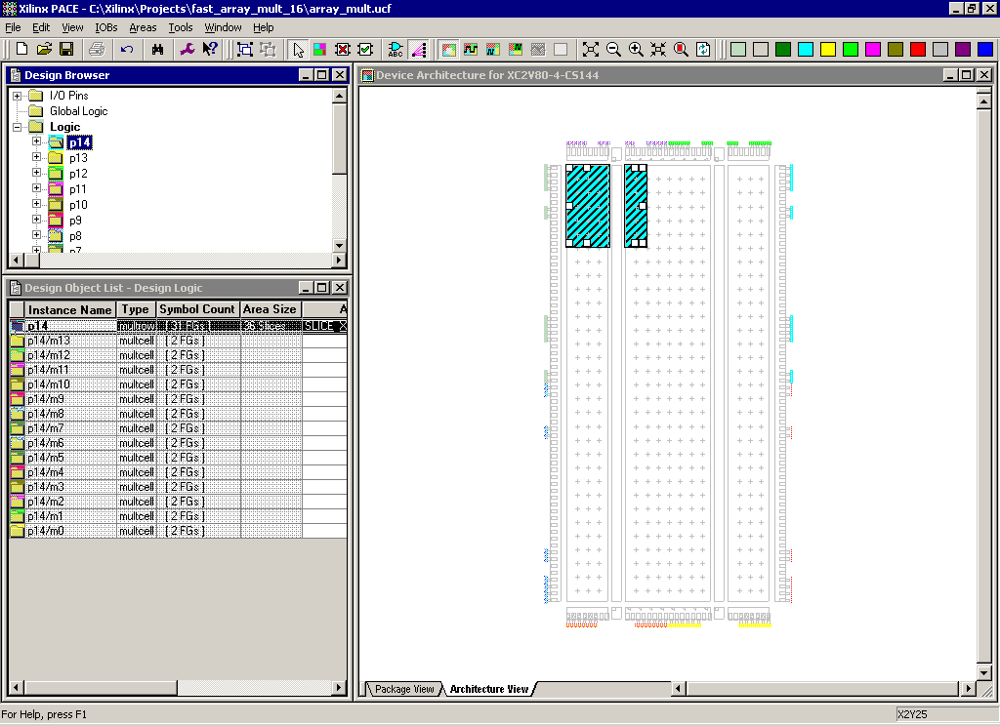 Xilinx PACE - C:\Xilinx\Projects\fast_array_mult_16\array_mult.ucf
File Edit View IOBs Areas Tools Window Help
ABC
Design Browser
I/O Pins
Global Logic
Logic
p14
p13
p12
p11
p10
p9
p8
p7
Design Object List - Design Logic
Instance Name Type Symbol Count Area Size A
p14 multrow [ 31 FGs ] 36 Slices SLICE_X
p14/m13 multcell [ 2 FGs ]
p14/m12 multcell [ 2 FGs ]
p14/m11 multcell [ 2 FGs ]
p14/m10 multcell [ 2 FGs ]
p14/m9 multcell [ 2 FGs ]
p14/m8 multcell [ 2 FGs ]
p14/m7 multcell [ 2 FGs ]
p14/m6 multcell [ 2 FGs ]
p14/m5 multcell [ 2 FGs ]
p14/m4 multcell [ 2 FGs ]
p14/m3 multcell [ 2 FGs ]
p14/m2 multcell [ 2 FGs ]
p14/m1 multcell [ 2 FGs ]
p14/m0 multcell [ 2 FGs ]
Device Architecture for XC2V80-4-CS144
Package View Architecture View
For Help, press F1
X2Y25